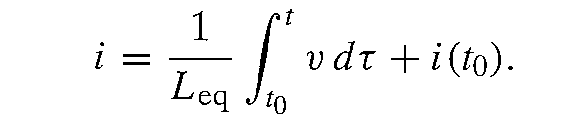 i = \frac{1}{L_{\text{eq}}} \int_{t_0}^{t} v \, d\tau + i(t_0).